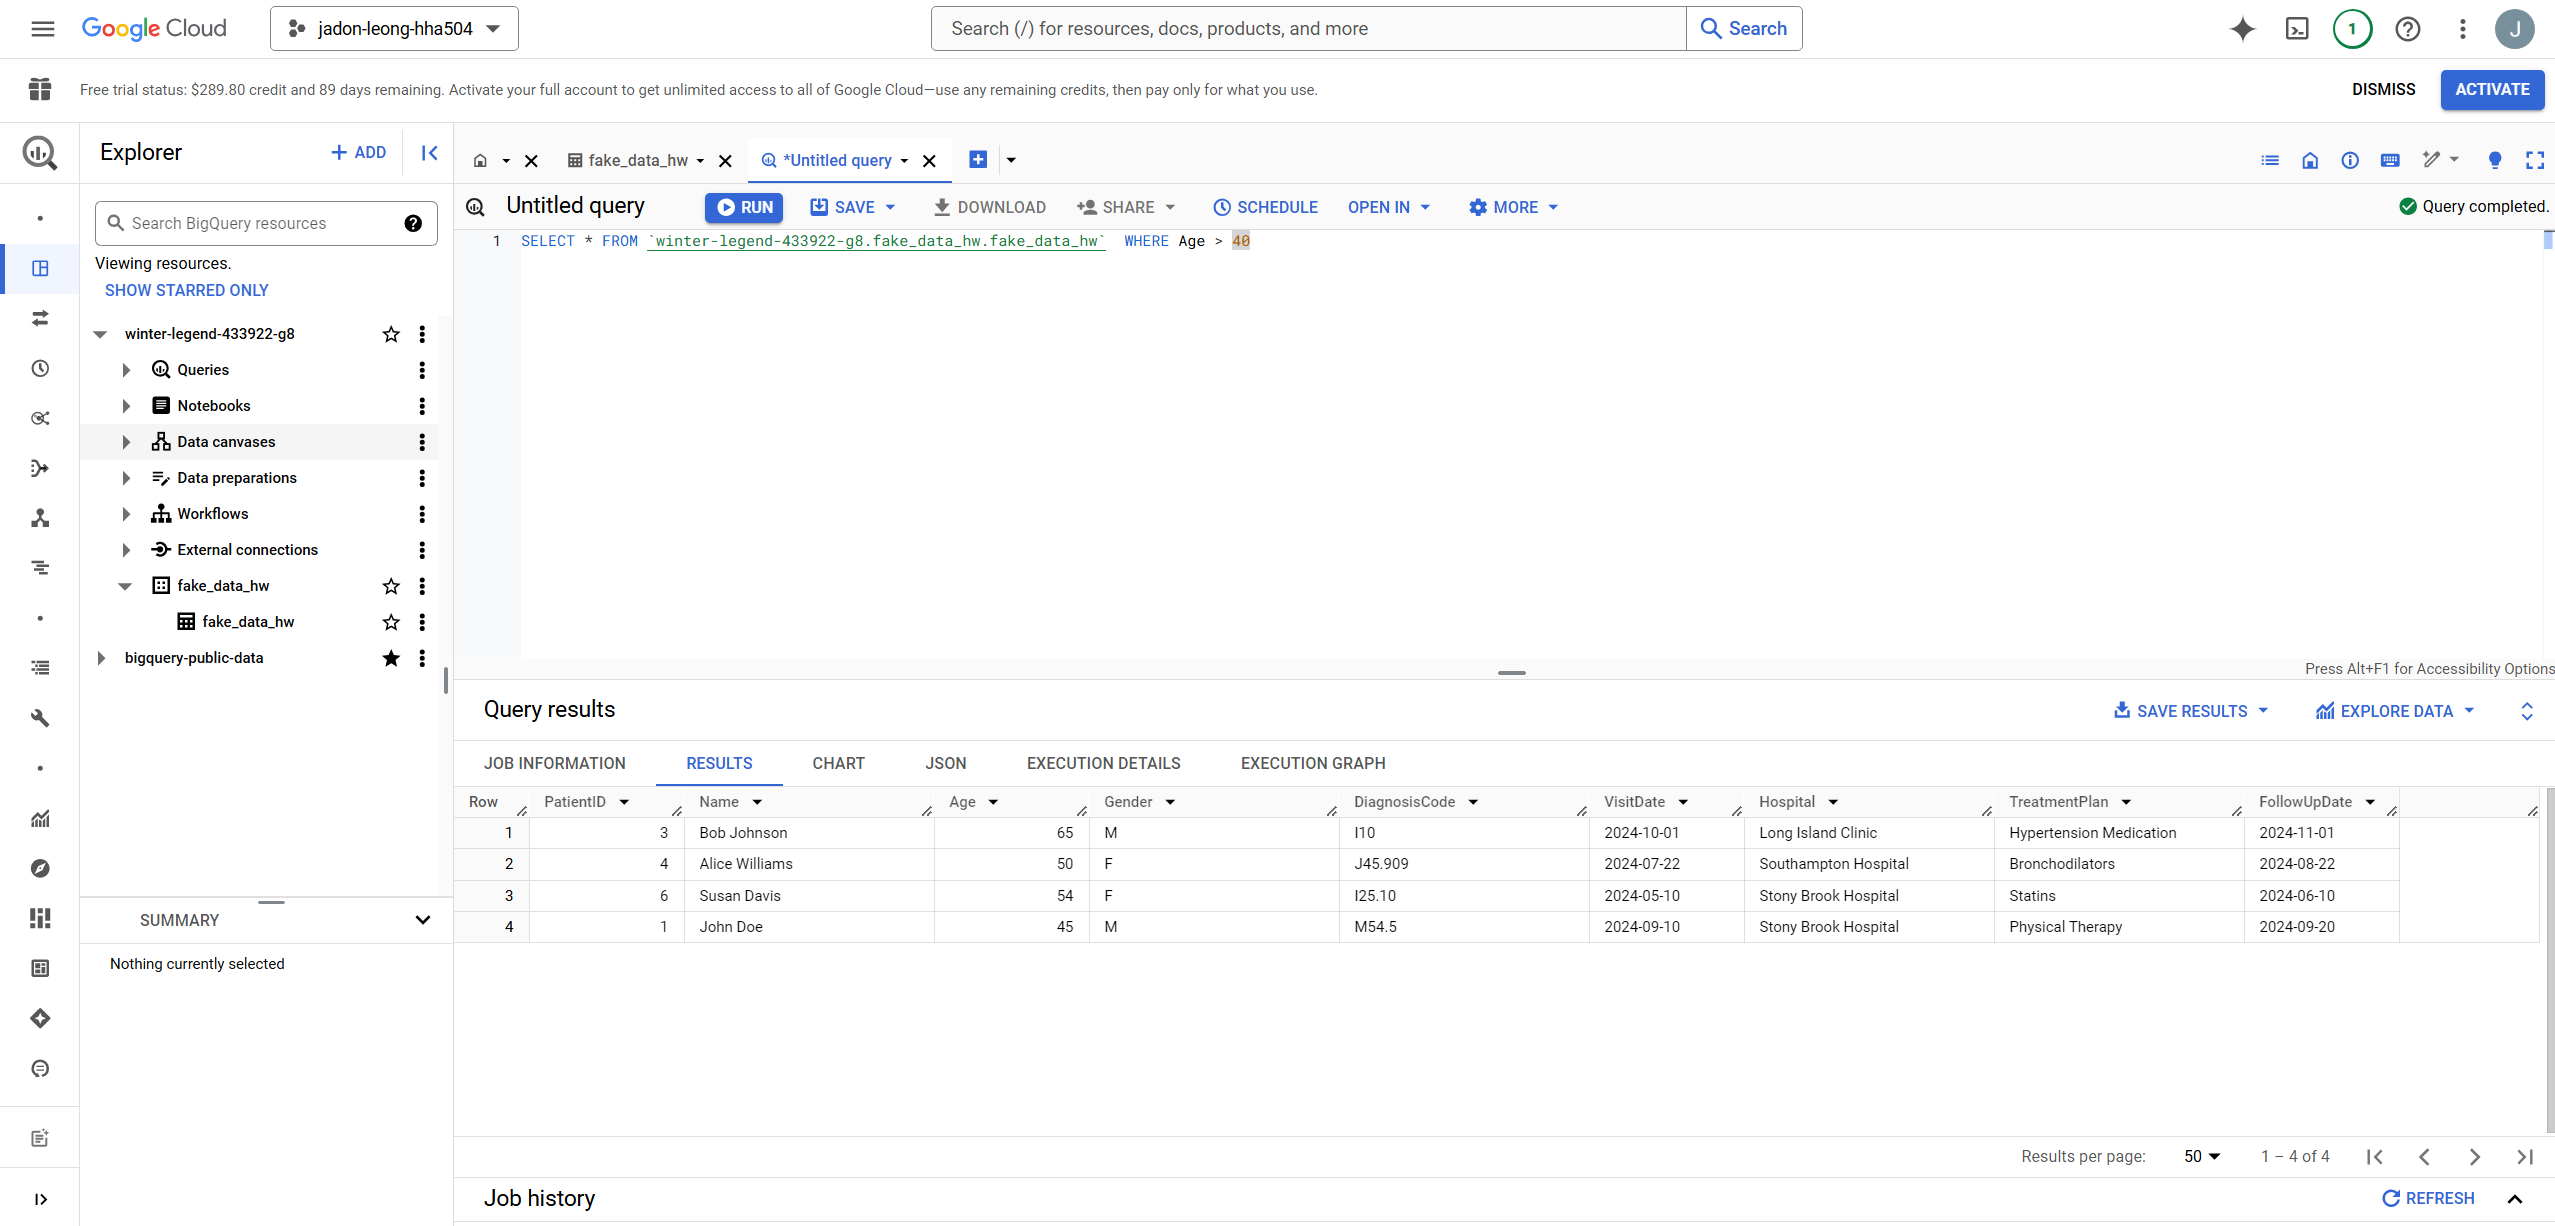 Google Cloud jadon-leong-hha504 Search (/) for resources, docs, products, and more Search 1 J
Free trial status: $289.80 credit and 89 days remaining. Activate your full account to get unlimited access to all of Google Cloud—use any remaining credits, then pay only for what you use. DISMISS ACTIVATE
Explorer + ADD
fake_data_hw *Untitled query
Search BigQuery resources
Viewing resources.
SHOW STARRED ONLY
winter-legend-433922-g8
Queries
Notebooks
Data canvases
Data preparations
Workflows
External connections
fake_data_hw
fake_data_hw
bigquery-public-data
SUMMARY
Nothing currently selected
Untitled query RUN SAVE DOWNLOAD SHARE SCHEDULE OPEN IN MORE Query completed.
1 SELECT * FROM `winter-legend-433922-g8.fake_data_hw.fake_data_hw` WHERE Age > 40
Press Alt+F1 for Accessibility Options
Query results SAVE RESULTS EXPLORE DATA
JOB INFORMATION RESULTS CHART JSON EXECUTION DETAILS EXECUTION GRAPH
Row PatientID Name Age Gender DiagnosisCode VisitDate Hospital TreatmentPlan FollowUpDate
1 3 Bob Johnson 65 M I10 2024-10-01 Long Island Clinic Hypertension Medication 2024-11-01
2 4 Alice Williams 50 F J45.909 2024-07-22 Southampton Hospital Bronchodilators 2024-08-22
3 6 Susan Davis 54 F I25.10 2024-05-10 Stony Brook Hospital Statins 2024-06-10
4 1 John Doe 45 M M54.5 2024-09-10 Stony Brook Hospital Physical Therapy 2024-09-20
Results per page: 50 1 – 4 of 4
Job history REFRESH